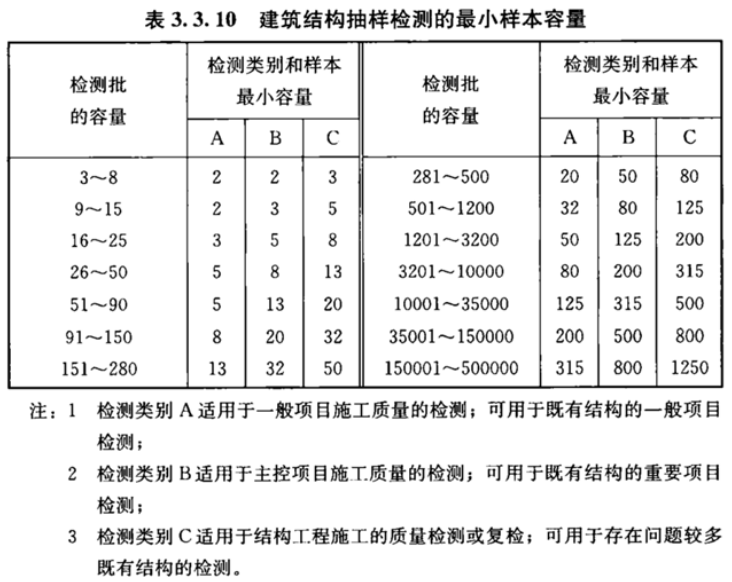 表 3.3.10 建筑结构抽样检测的最小样本容量
检测批的容量 检测类别和样本最小容量 检测批的容量 检测类别和样本最小容量
A B C A B C
3～8 2 2 3 281～500 20 50 80
9～15 2 3 5 501～1200 32 80 125
16～25 3 5 8 1201～3200 50 125 200
26～50 5 8 13 3201～10000 80 200 315
51～90 5 13 20 10001～35000 125 315 500
91～150 8 20 32 35001～150000 200 500 800
151～280 13 32 50 150001～500000 315 800 1250
注：1 检测类别 A 适用于一般项目施工质量的检测；可用于既有结构的一般项目
检测；
2 检测类别 B 适用于主控项目施工质量的检测；可用于既有结构的重要项目
检测；
3 检测类别 C 适用于结构工程施工的质量检测或复检；可用于存在问题较多
既有结构的检测。